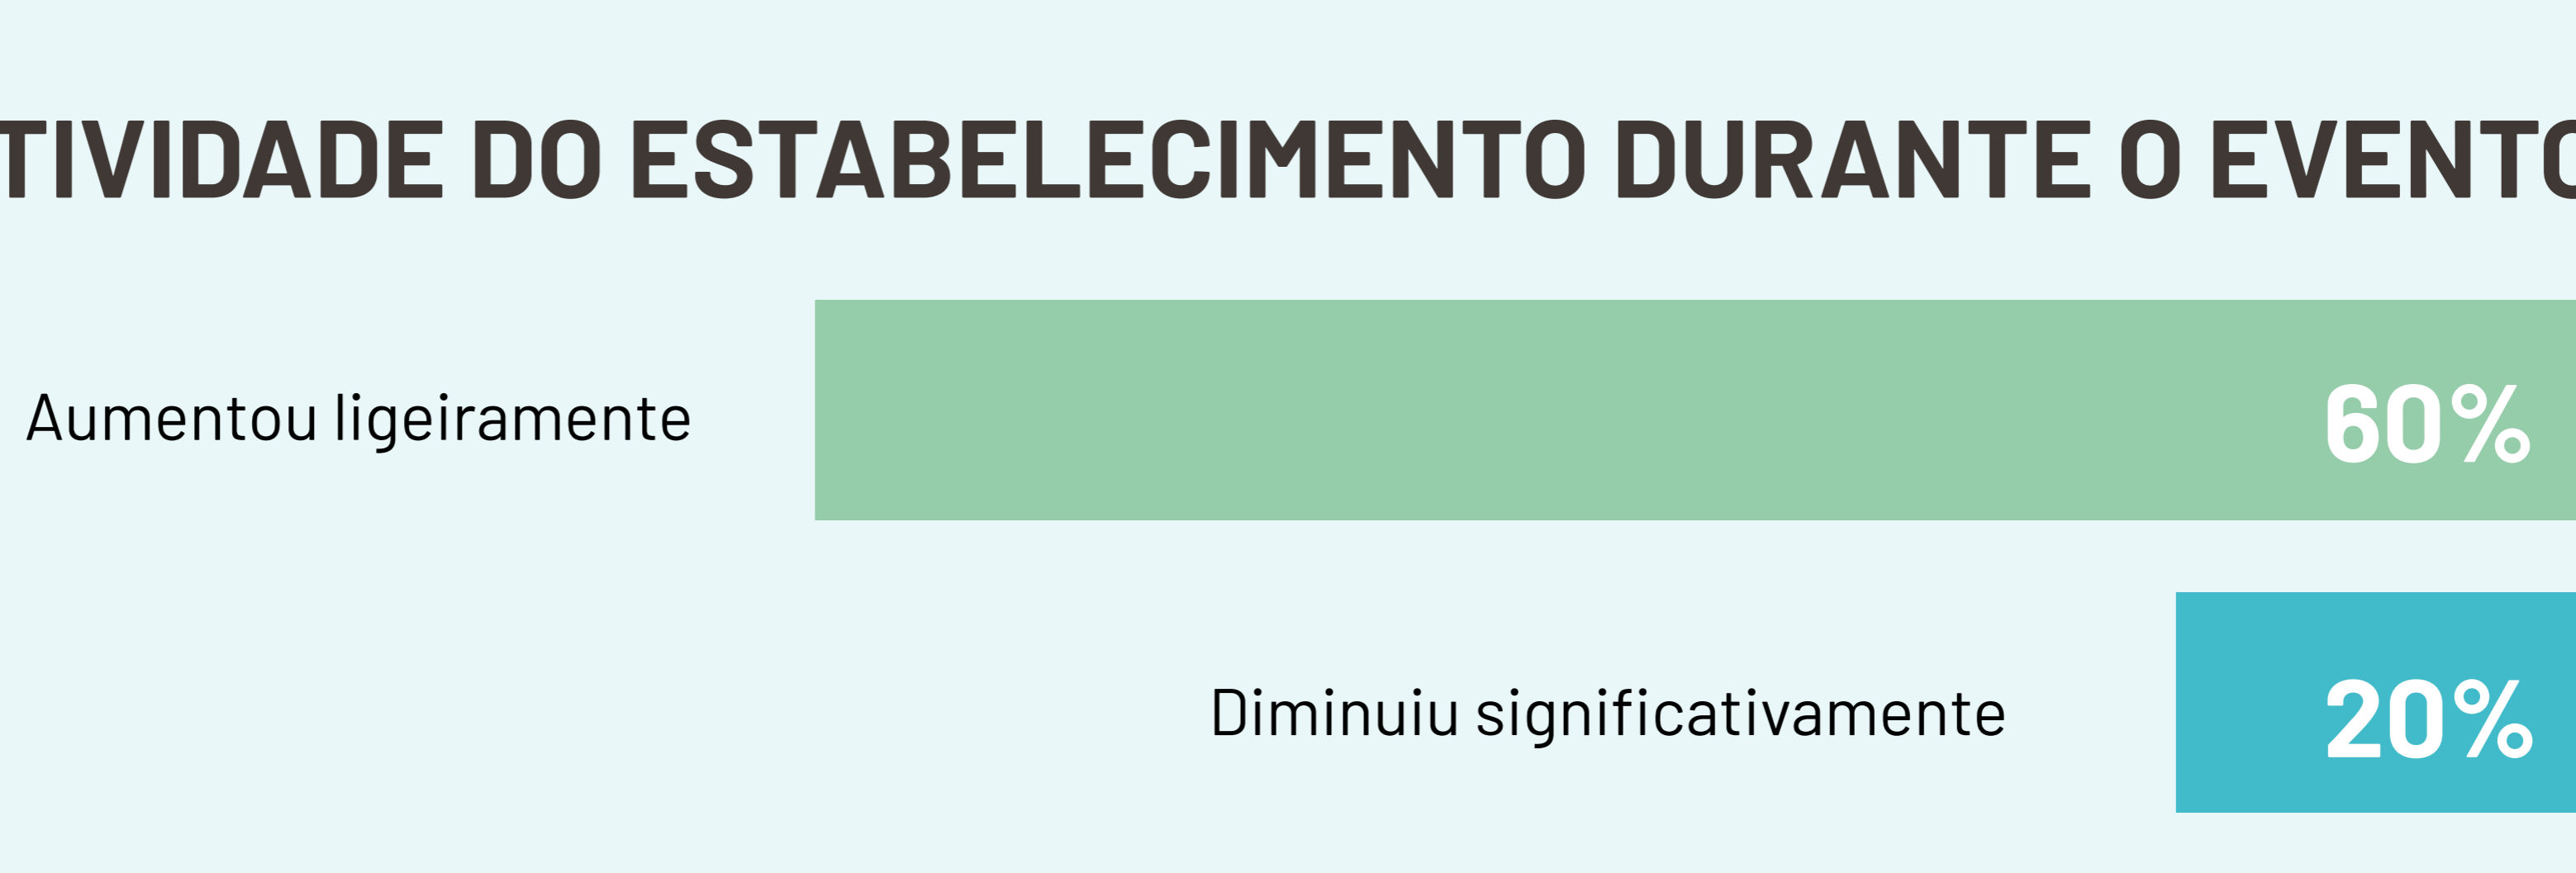 TIVIDADE DO ESTABELECIMENTO DURANTE O EVENTO
Aumentou ligeiramente
60%
Diminuiu significativamente
20%